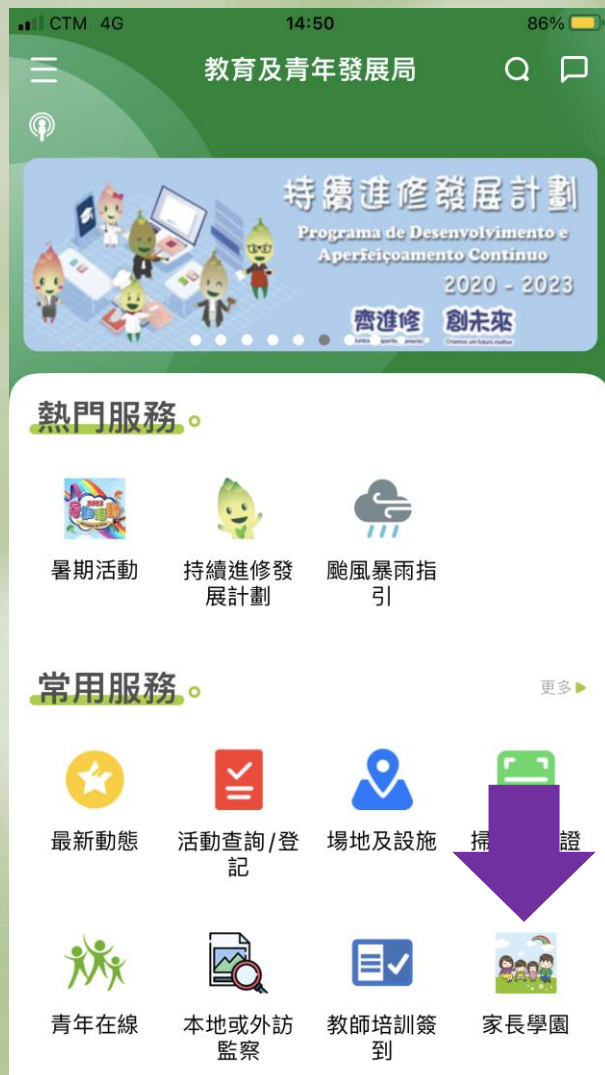 CTM 4G 14:50 86%
教育及青年發展局
持續進修發展計劃
Programa de Desenvolvimento e
Aperfeiçoamento Contínuo
2020 - 2023
齊進修 創未來
熱門服務
暑期活動 持續進修發 颱風暴雨指
展計劃 引
常用服務 更多
最新動態 活動查詢/登 場地及設施 掃 證
記
青年在線 本地或外訪 教師培訓簽 家長學園
監察 到